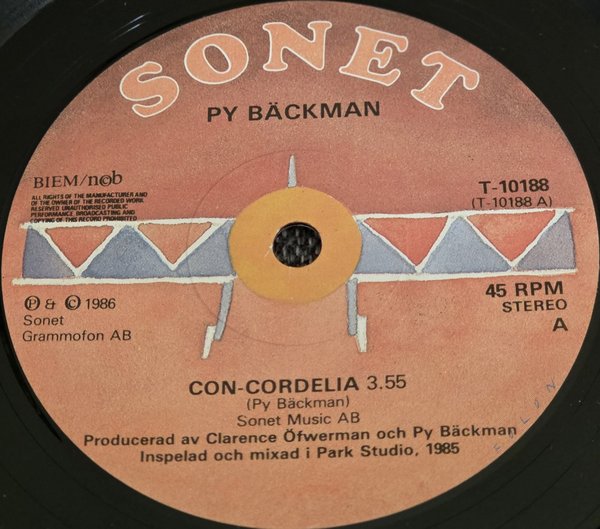 SONET
PY BÄCKMAN
BIEM/n©b
ALL RIGHTS OF THE MANUFACTURER AND
OF THE OWNER OF THE RECORDED WORK
RESERVED. UNAUTHORISED PUBLIC
PERFORMANCE, BROADCASTING AND
COPYING OF THIS RECORD PROHIBITED
T-10188
(T-10188 A)
℗ & © 1986
Sonet
Grammofon AB
45 RPM
STEREO
A
CON-CORDELIA 3.55
(Py Bäckman)
Sonet Music AB
Producerad av Clarence Öfwerman och Py Bäckman
Inspelad och mixad i Park Studio, 1985